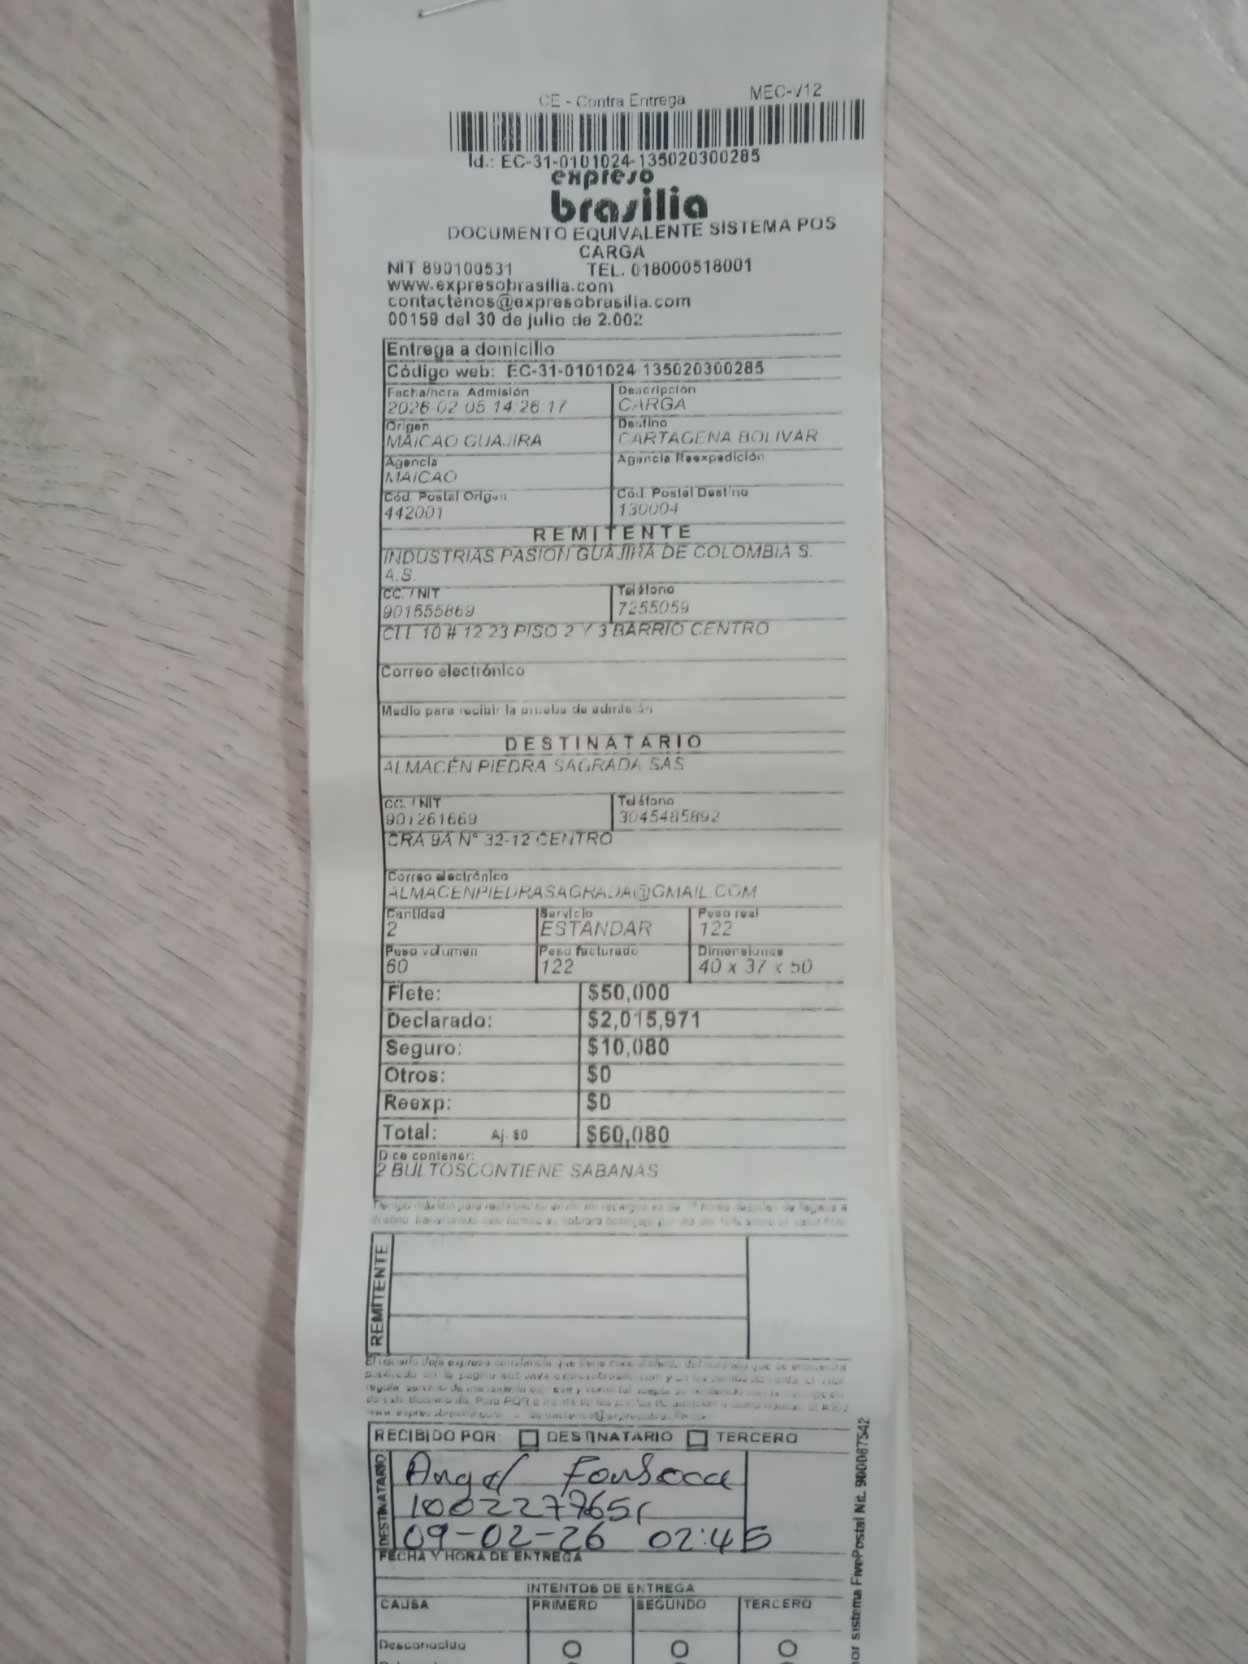 CE - Contra Entrega MEC-V12
Id.: EC-31-0101024-135020300285
expreso
brasilia
DOCUMENTO EQUIVALENTE SISTEMA POS
CARGA
NIT 890100531 TEL. 018000518001
www.expresobrasilia.com
contactenos@expresobrasilia.com
00159 del 30 de julio de 2.002
Entrega a domicilio
Código web: EC-31-0101024 135020300285
Fecha/hora Admisión Descripción
2026 02 05 14:26:17 CARGA
Origen Destino
MAICAO GUAJIRA CARTAGENA BOLIVAR
Agencia Agencia Reexpedición
MAICAO
Cód. Postal Origen Cód. Postal Destino
442001 130004
REMITENTE
INDUSTRIAS PASION GUAJIRA DE COLOMBIA S.
A.S.
CC. / NIT Teléfono
901555869 7255059
CLL 10 # 12 23 PISO 2 Y 3 BARRIO CENTRO
Correo electrónico
Medio para recibir la prueba de admisión
DESTINATARIO
ALMACÉN PIEDRA SAGRADA SAS
CC. / NIT Teléfono
901261669 3045485892
CRA 9A N° 32-12 CENTRO
Correo electrónico
ALMACENPIEDRASAGRADA@GMAIL COM
Cantidad Servicio Peso real
2 ESTANDAR 122
Peso volumen Peso facturado Dimensiones
60 122 40 x 37 x 50
Flete: $50,000
Declarado: $2,015,971
Seguro: $10,080
Otros: $0
Reexp: $0
Total: Aj. $0 $60,080
Dice contener:
2 BULTOSCONTIENE SABANAS
REMITENTE
RECIBIDO POR: DESTINATARIO TERCERO
DESTINATARIO
Angel Fonseca
1002277651
09-02-26 02:45
FECHA Y HORA DE ENTREGA
INTENTOS DE ENTREGA
CAUSA PRIMERO SEGUNDO TERCERO
Desconocido
sistema FivePostal Nit. 900087542